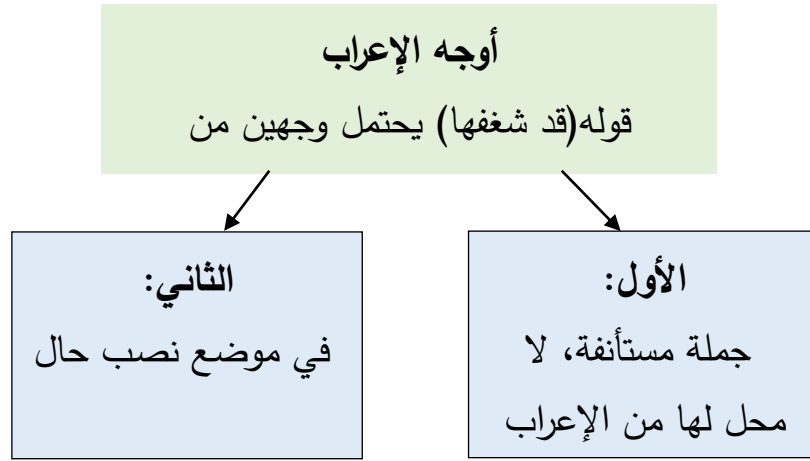 أوجه الإعراب
قوله(قد شغفها) يحتمل وجهين من
الأول:
جملة مستأنفة، لا
محل لها من الإعراب
الثاني:
في موضع نصب حال